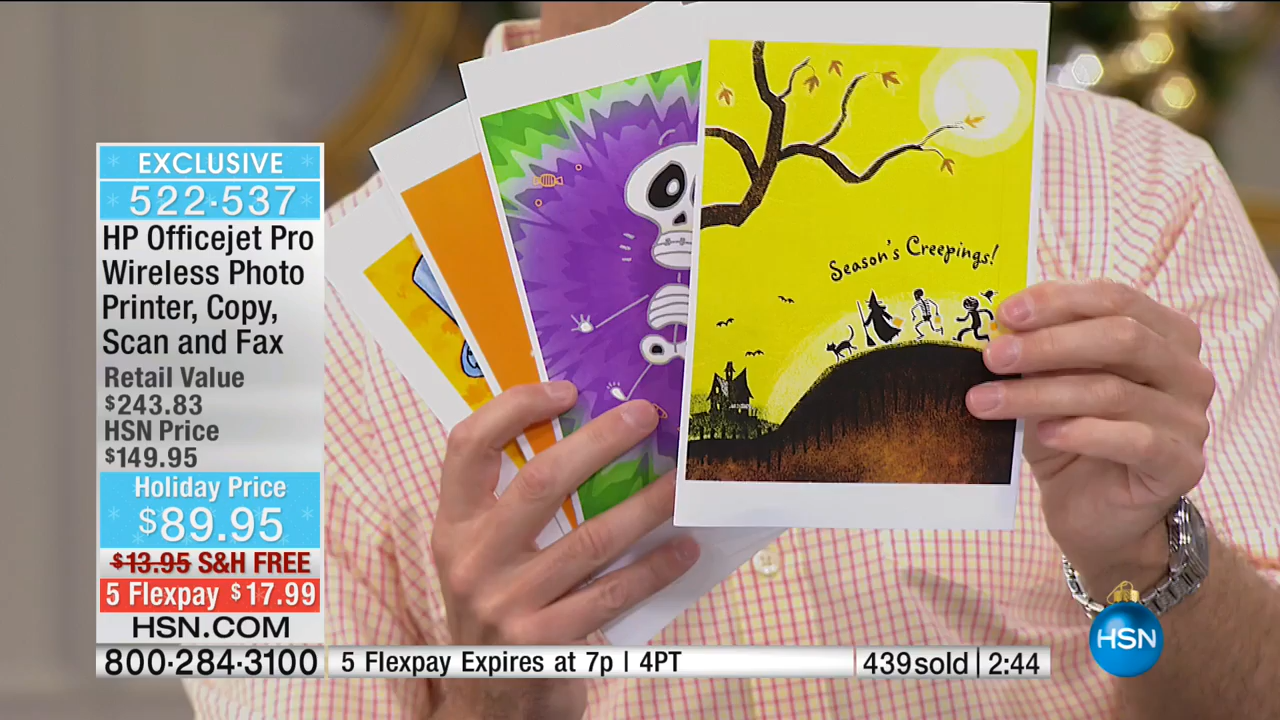 EXCLUSIVE
522-537
HP Officejet Pro
Wireless Photo
Printer, Copy,
Scan and Fax
Retail Value
$243.83
HSN Price
$149.95
Holiday Price
$89.95
$13.95 S&H FREE
5 Flexpay $17.99
HSN.COM
800-284-3100 5 Flexpay Expires at 7p | 4PT 439 sold | 2:44
Season's Creepings!
HSN